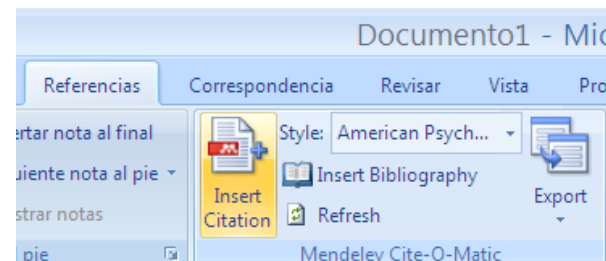 Documento1 - Mic
Referencias Correspondencia Revisar Vista Pro
ertar nota al final
uiente nota al pie
strar notas
pie
Insert
Citation
Style: American Psych...
Insert Bibliography
Refresh
Export
Mendeley Cite-O-Matic